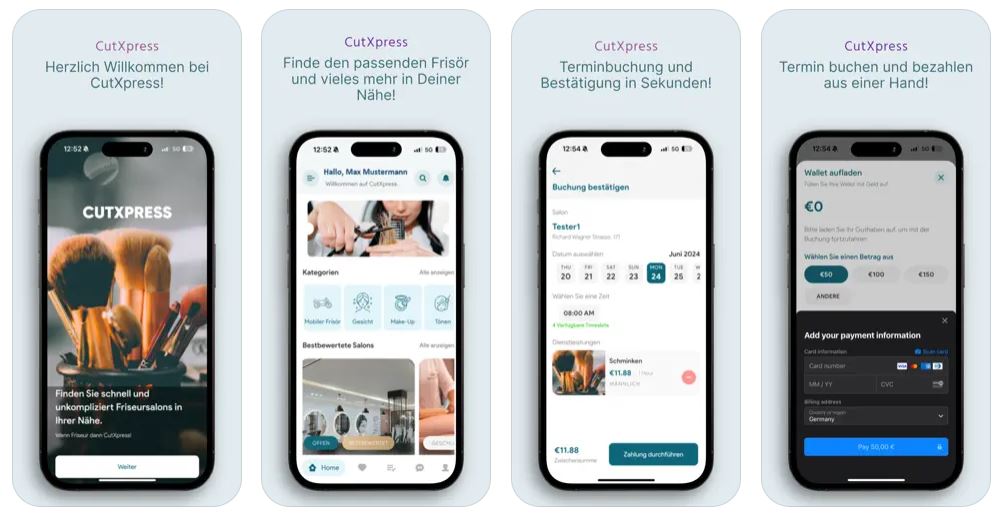 CutXpress
Herzlich Willkommen bei
CutXpress!
12:52
5G
CUTXPRESS
Finden Sie schnell und
unkompliziert Friseursalons in
Ihrer Nähe.
Wenn Friseur dann CutXpress!
Weiter
CutXpress
Finde den passenden Frisör
und vieles mehr in Deiner
Nähe!
12:52
5G
Hallo, Max Mustermann
Willkommen auf CutXpress.
Kategorien
Alle anzeigen
Mobiler Frisör
Gesicht
Make-Up
Tönen
Bestbewertete Salons
Alle anzeigen
OFFEN
BESTBEWERTET
GESCHL
Home
CutXpress
Terminbuchung und
Bestätigung in Sekunden!
12:54
5G
Buchung bestätigen
Salon
Tester1
Richard Wagner Strasse, 171
Datum auswählen
Juni 2024
THU FRI SAT SUN MON TUE W
20 21 22 23 24 25 2
Wählen Sie eine Zeit
08:00 AM
4 Verfügbare Timeslots
Dienstleistungen
Schminken
€11.88 1 Hour
MÄNNLICH
€11.88
Zwischensumme
Zahlung durchführen
CutXpress
Termin buchen und bezahlen
aus einer Hand!
12:54
5G
Wallet aufladen
Füllen Sie Ihre Wallet mit Geld auf
€0
Bitte laden Sie Ihr Guthaben auf, um mit der
Buchung fortzufahren.
Wählen Sie einen Betrag aus
€50
€100
€150
ANDERE
Add your payment information
Card information
Scan card
Card number
VISA
MM / YY
CVC
Billing address
Country or region
Germany
Pay 50,00 €